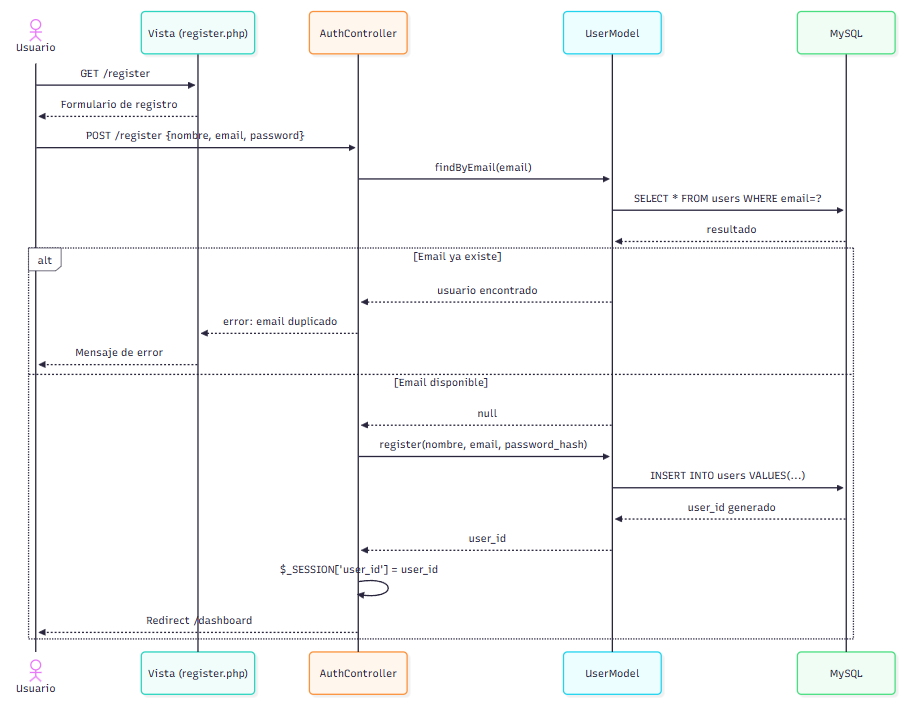 Usuario
Vista (register.php)
AuthController
UserModel
MySQL
GET /register
Formulario de registro
POST /register {nombre, email, password}
findByEmail(email)
SELECT * FROM users WHERE email=?
resultado
alt
[Email ya existe]
usuario encontrado
error: email duplicado
Mensaje de error
[Email disponible]
null
register(nombre, email, password_hash)
INSERT INTO users VALUES(...)
user_id generado
user_id
$_SESSION['user_id'] = user_id
Redirect /dashboard
Usuario
Vista (register.php)
AuthController
UserModel
MySQL